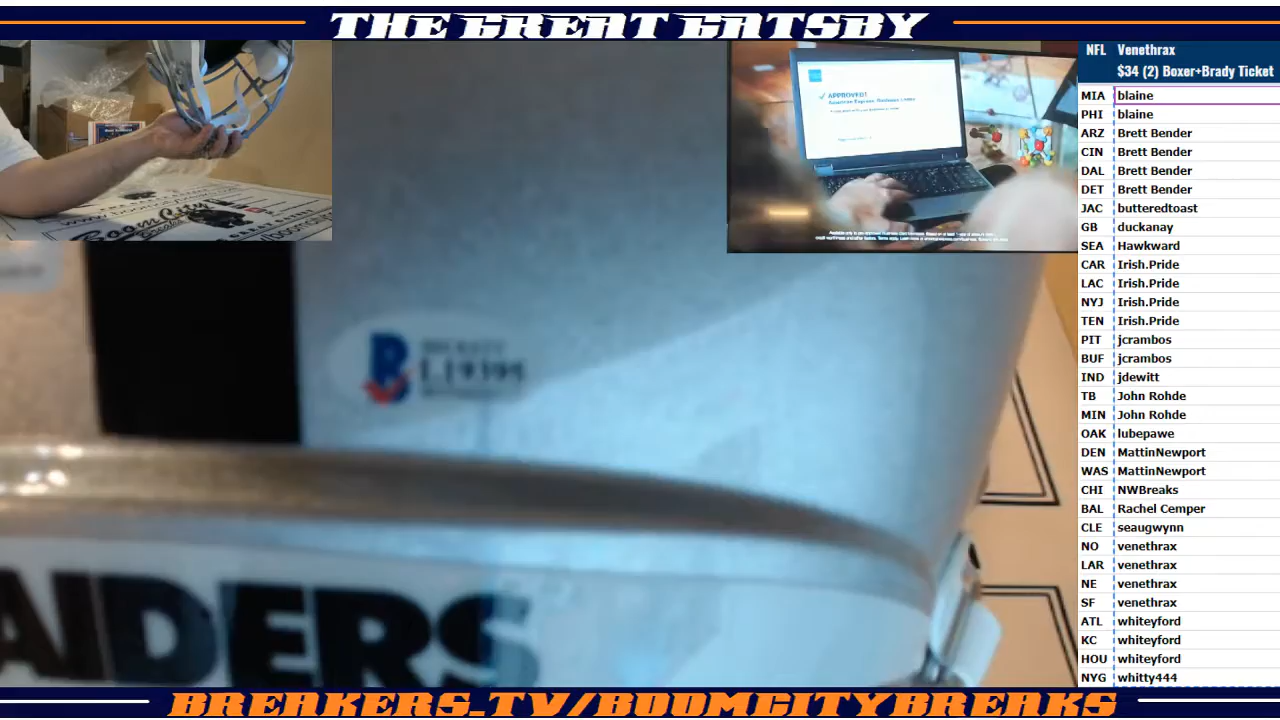 THE GREAT GATSBY
APPROVED!
Boom City
AIDERS
NFL Venethrax
$34 (2) Boxer+Brady Ticket
MIA blaine
PHI blaine
ARZ Brett Bender
CIN Brett Bender
DAL Brett Bender
DET Brett Bender
JAC butteredtoast
GB duckanay
SEA Hawkward
CAR Irish.Pride
LAC Irish.Pride
NYJ Irish.Pride
TEN Irish.Pride
PIT jcrambos
BUF jcrambos
IND jdewitt
TB John Rohde
MIN John Rohde
OAK lubepawe
DEN MattinNewport
WAS MattinNewport
CHI NWBreaks
BAL Rachel Cemper
CLE seaugwynn
NO venethrax
LAR venethrax
NE venethrax
SF venethrax
ATL whiteyford
KC whiteyford
HOU whiteyford
NYG whitty444
BREAKERS.TV/BOOMCITYBREAKS